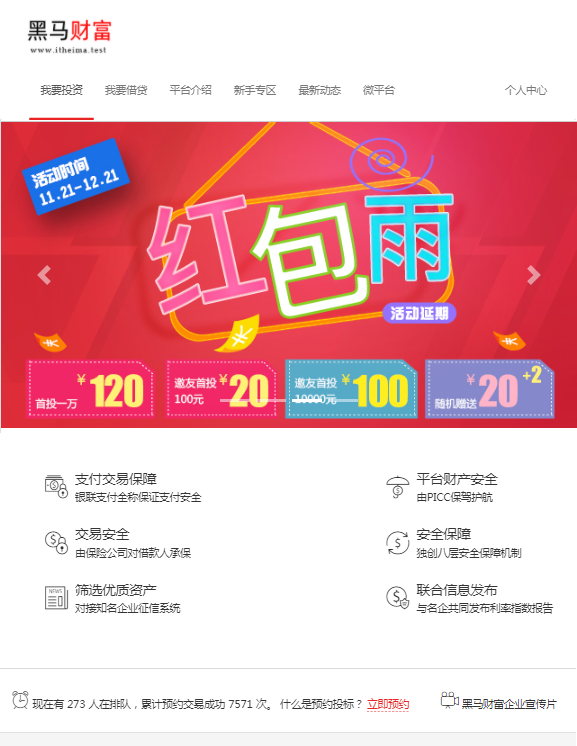 黑马财富
www.itheima.test
我要投资 我要借贷 平台介绍 新手专区 最新动态 微平台 个人中心
活动时间
11.21-12.21
红包雨
活动延期
首投一万 ¥120
邀友首投 ¥20
100元
邀友首投 ¥100
10000元
随机赠送 ¥20 +2
支付交易保障
银联支付全称保证支付安全
平台财产安全
由PICC保驾护航
交易安全
由保险公司对借款人承保
安全保障
独创八层安全保障机制
NEWS
筛选优质资产
对接知名企业征信系统
联合信息发布
与名企共同发布利率指数报告
现在有 273 人在排队，累计预约交易成功 7571 次。 什么是预约投标？ 立即预约 黑马财富企业宣传片